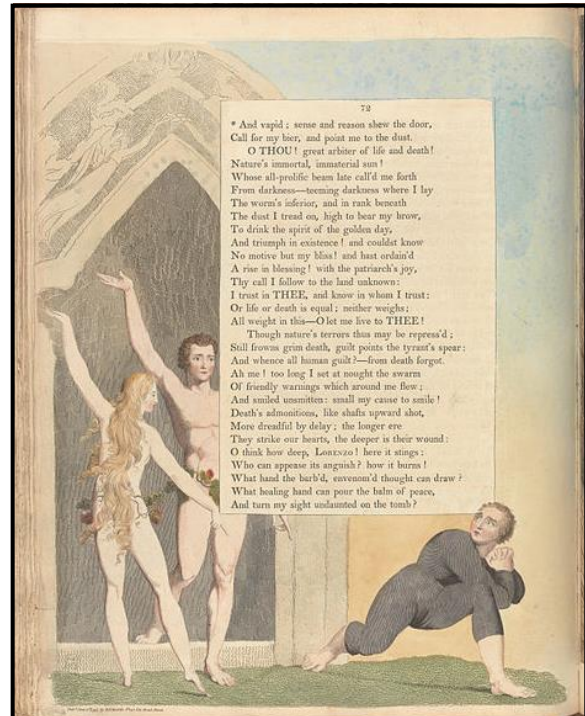 72
* And vapid ; sense and reason shew the door,
Call for my bier, and point me to the dust.
O THOU ! great arbiter of life and death !
Nature's immortal, immaterial sun !
Whose all-prolific beam late call'd me forth
From darkness—teeming darkness where I lay
The worm's inferior, and in rank beneath
The dust I tread on, high to bear my brow,
To drink the spirit of the golden day,
And triumph in existence ! and couldst know
No motive but my bliss ! and hast ordain'd
A rise in blessing ! with the patriarch's joy,
Thy call I follow to the land unknown :
I trust in THEE, and know in whom I trust :
Or life or death is equal ; neither weighs ;
All weight in this—O let me live to THEE !
Though nature's terrors thus may be repress'd ;
Still frowns grim death, guilt points the tyrant's spear :
And whence all human guilt ?—from death forgot.
Ah me ! too long I set at nought the swarm
Of friendly warnings which around me flew ;
And smiled unsmitten : small my cause to smile !
Death's admonitions, like shafts upward shot,
More dreadful by delay ; the longer ere
They strike our hearts, the deeper is their wound :
O think how deep, LORENZO ! here it stings :
Who can appease its anguish ? how it burns !
What hand the barb'd, envenom'd thought can draw ?
What healing hand can pour the balm of peace,
And turn my sight undaunted on the tomb ?